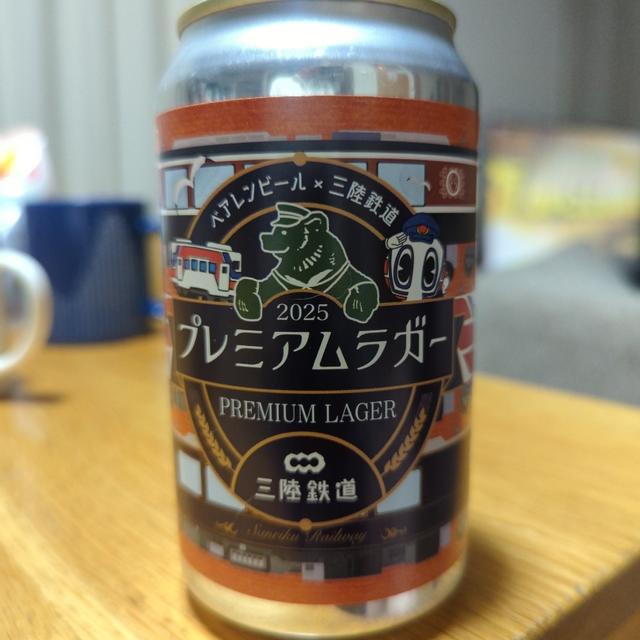 ベアレンビール × 三陸鉄道
2025
プレミアムラガー
PREMIUM LAGER
三陸鉄道
Sanriku Railway